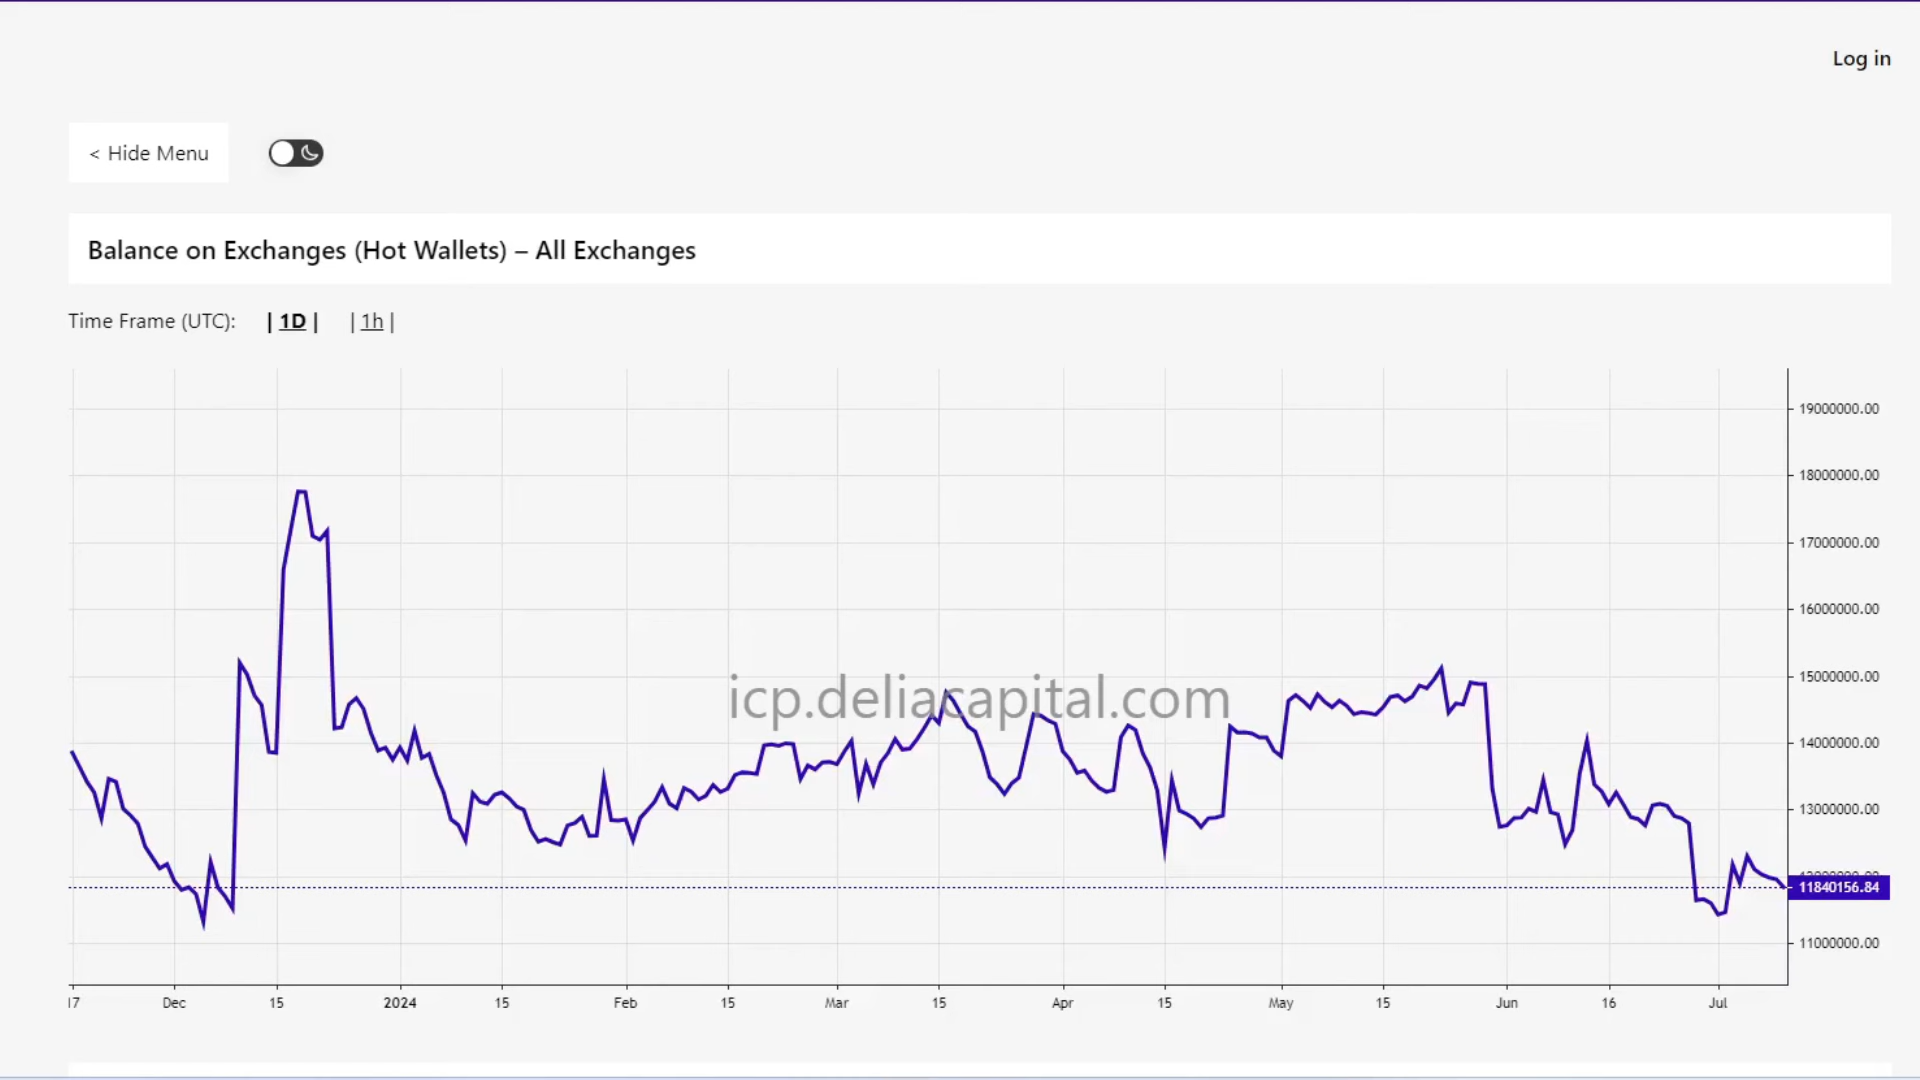 Log in
< Hide Menu
Balance on Exchanges (Hot Wallets) – All Exchanges
Time Frame (UTC): | 1D | | 1h |
icp.deliacapital.com
19000000.00
18000000.00
17000000.00
16000000.00
15000000.00
14000000.00
13000000.00
12000000.00
11840156.84
11000000.00
17 Dec 15 2024 15 Feb 15 Mar 15 Apr 15 May 15 Jun 16 Jul